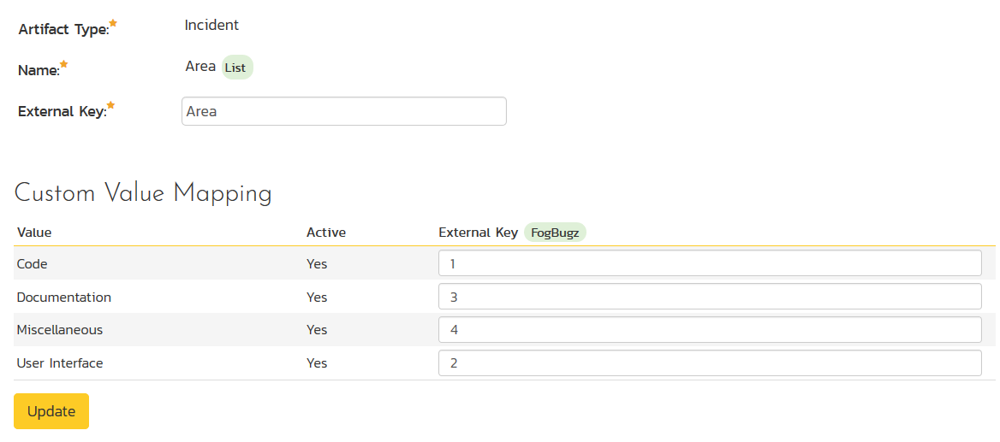 Artifact Type: Incident
Name: Area List
External Key: Area
Custom Value Mapping
Value Active External Key FogBugz
Code Yes 1
Documentation Yes 3
Miscellaneous Yes 4
User Interface Yes 2
Update